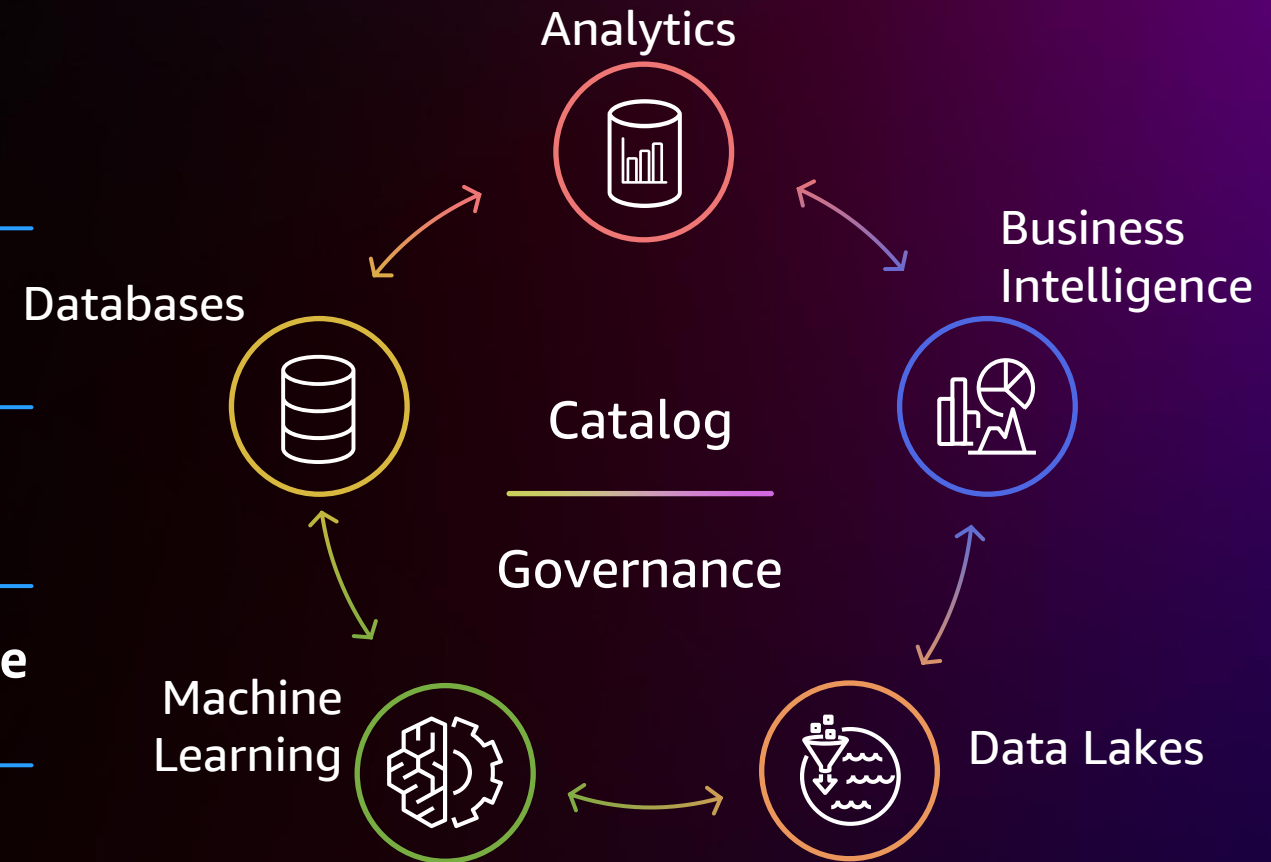 Analytics
Business
Intelligence
Databases
Catalog
Governance
e
Machine
Learning
Data Lakes